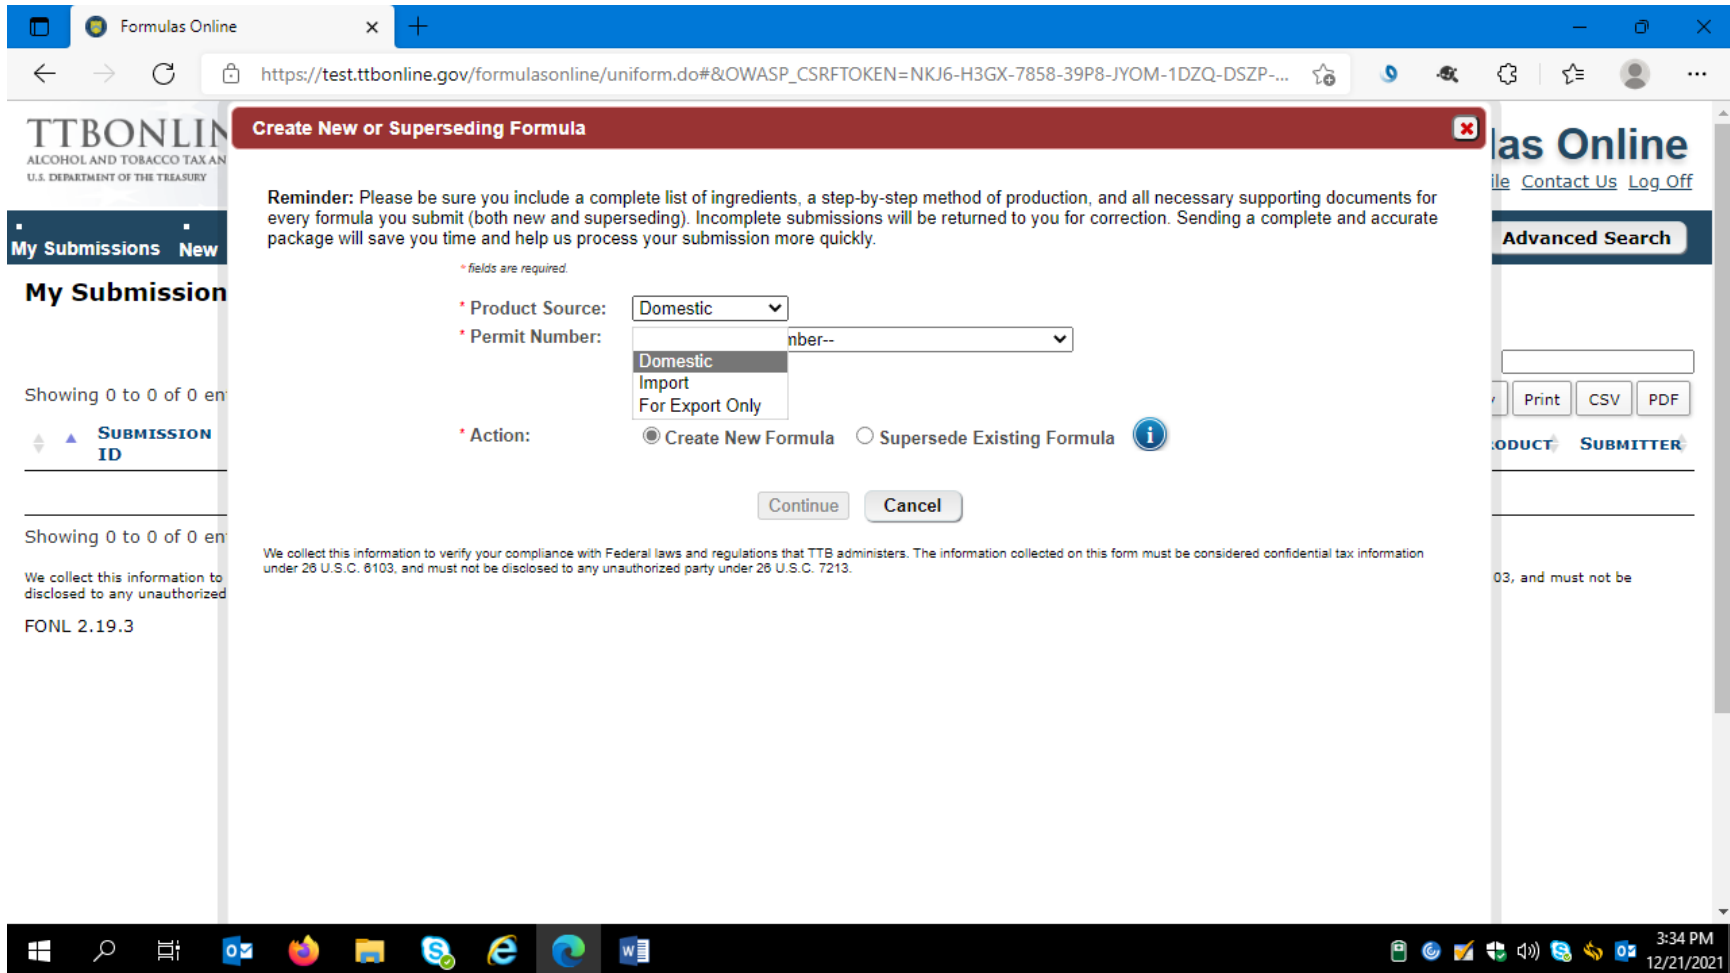 Formulas Online
https://test.ttbonline.gov/formulasonline/uniform.do#&OWASP_CSRFTOKEN=NKJ6-H3GX-7858-39P8-JYOM-1DZQ-DSZP-...
TTBONLIN
ALCOHOL AND TOBACCO TAX AN
U.S. DEPARTMENT OF THE TREASURY
Create New or Superseding Formula
las Online
ile Contact Us Log Off
Reminder: Please be sure you include a complete list of ingredients, a step-by-step method of production, and all necessary supporting documents for
every formula you submit (both new and superseding). Incomplete submissions will be returned to you for correction. Sending a complete and accurate
package will save you time and help us process your submission more quickly.
My Submissions New
Advanced Search
My Submission
* fields are required.
* Product Source: Domestic
* Permit Number: mber--
Domestic
Import
For Export Only
Showing 0 to 0 of 0 en
Print CSV PDF
SUBMISSION
ID
* Action: Create New Formula Supersede Existing Formula i
ODUCT SUBMITTER
Continue Cancel
Showing 0 to 0 of 0 en
We collect this information to verify your compliance with Federal laws and regulations that TTB administers. The information collected on this form must be considered confidential tax information
under 26 U.S.C. 6103, and must not be disclosed to any unauthorized party under 26 U.S.C. 7213.
We collect this information to
disclosed to any unauthorized
03, and must not be
FONL 2.19.3
3:34 PM
12/21/2021